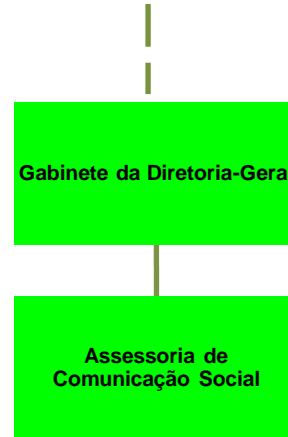 Gabinete da Diretoria-Gera
Assessoria de
Comunicação Social